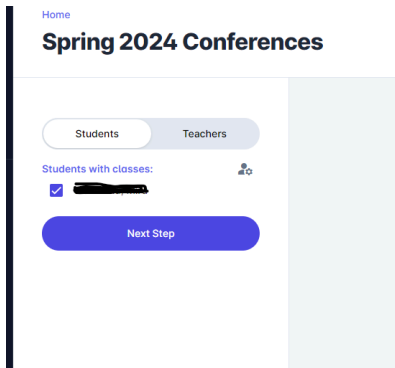 Home
Spring 2024 Conferences
Students Teachers
Students with classes:
Next Step